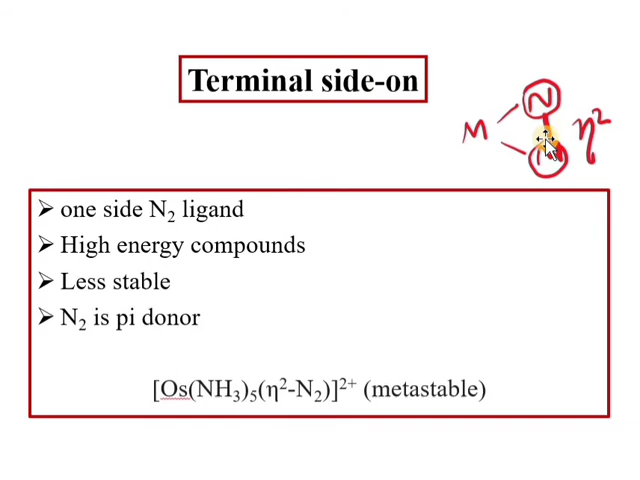 Terminal side-on
N
M
η²
➢ one side N₂ ligand
➢ High energy compounds
➢ Less stable
➢ N₂ is pi donor
[Os(NH₃)₅(η²-N₂)]²⁺ (metastable)